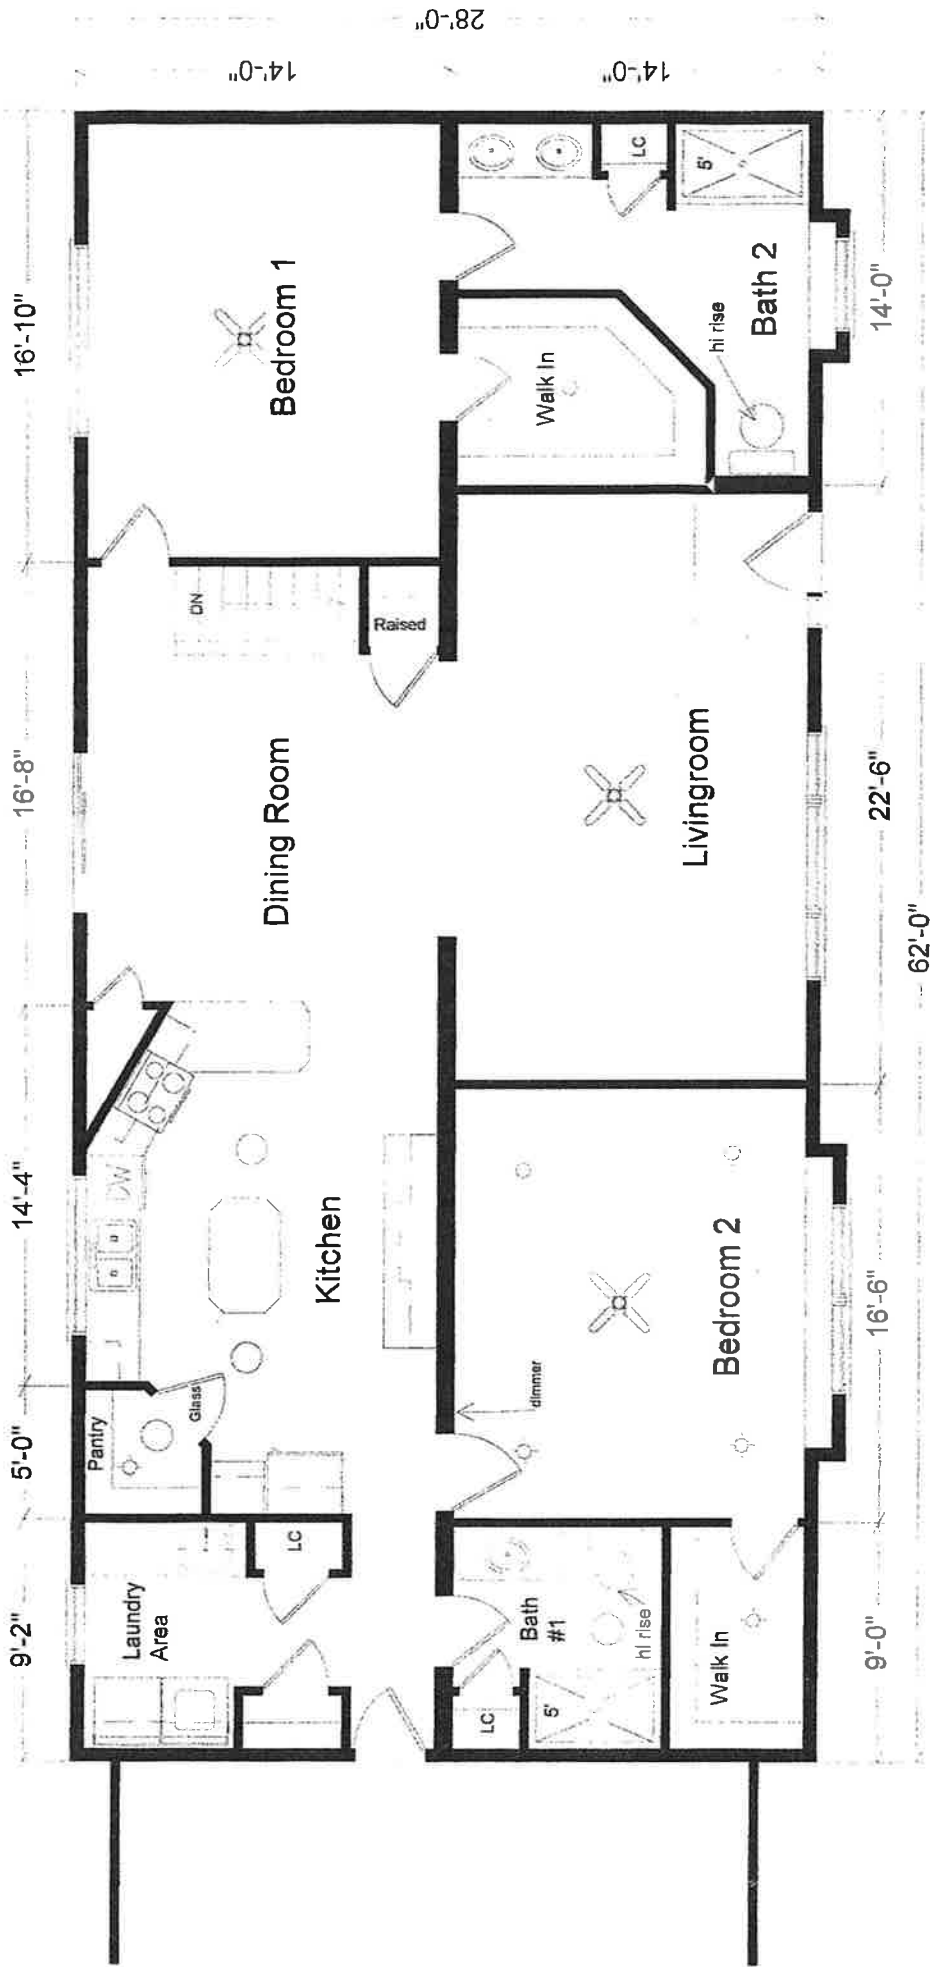 9'-2"
5'-0"
14'-4"
16'-8"
16'-10"
14'-0"
14'-0"
28'-0"
Laundry
Area
LC
Pantry
Glass
DW
Kitchen
Dining Room
DN
Raised
Bedroom 1
LC
Bath
#1
5'
hi rise
Walk In
dimmer
Bedroom 2
Livingroom
Walk In
hi rise
Bath 2
LC
5'
9'-0"
16'-6"
22'-6"
14'-0"
62'-0"